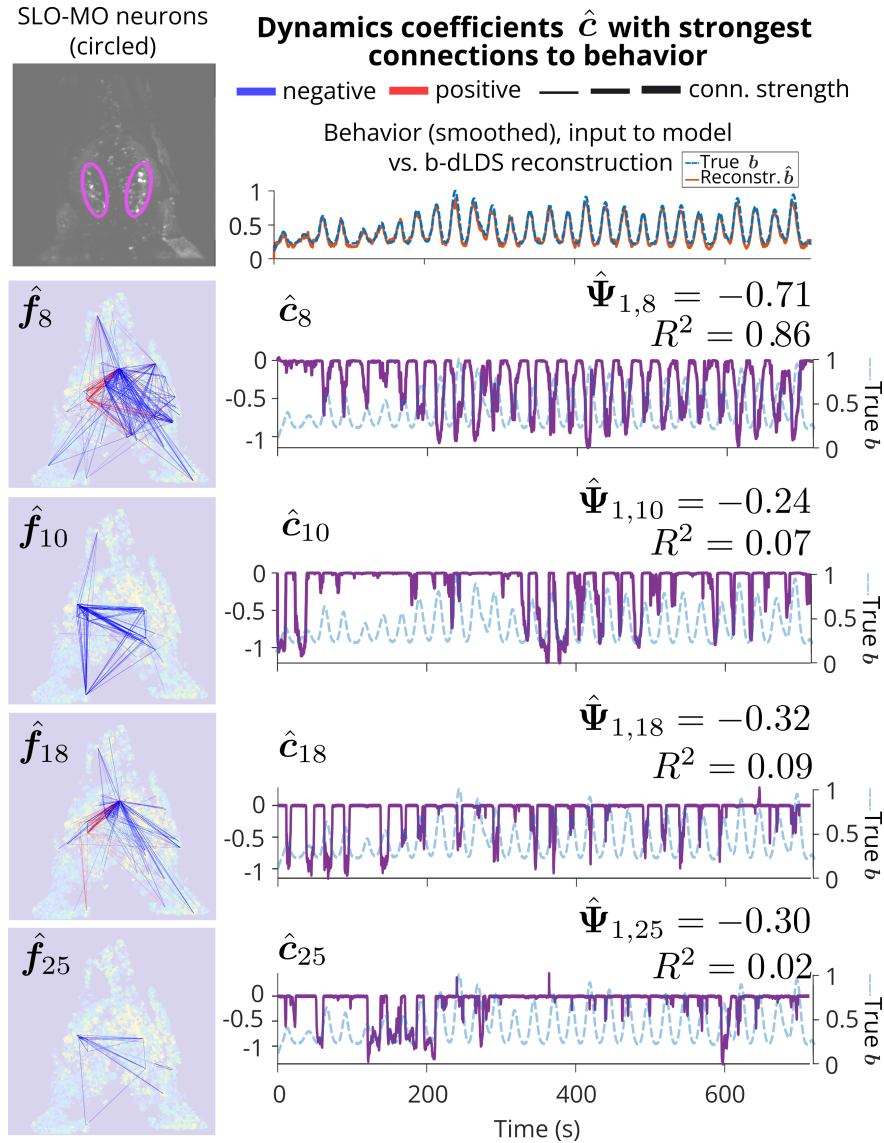 SLO-MO neurons
(circled)
Dynamics coefficients ĉ with strongest
connections to behavior
negative positive conn. strength
Behavior (smoothed), input to model
vs. b-dLDS reconstruction
True b
Reconstr. b̂
1
0.5
0
f̂8
ĉ8
Ψ̂1,8 = −0.71
R² = 0.86
0
-0.5
-1
1
0.5
0
True b
f̂10
ĉ10
Ψ̂1,10 = −0.24
R² = 0.07
0
-0.5
-1
1
0.5
0
True b
f̂18
ĉ18
Ψ̂1,18 = −0.32
R² = 0.09
0
-0.5
-1
1
0.5
0
True b
f̂25
ĉ25
Ψ̂1,25 = −0.30
R² = 0.02
0
-0.5
-1
1
0.5
0
True b
0 200 400 600
Time (s)